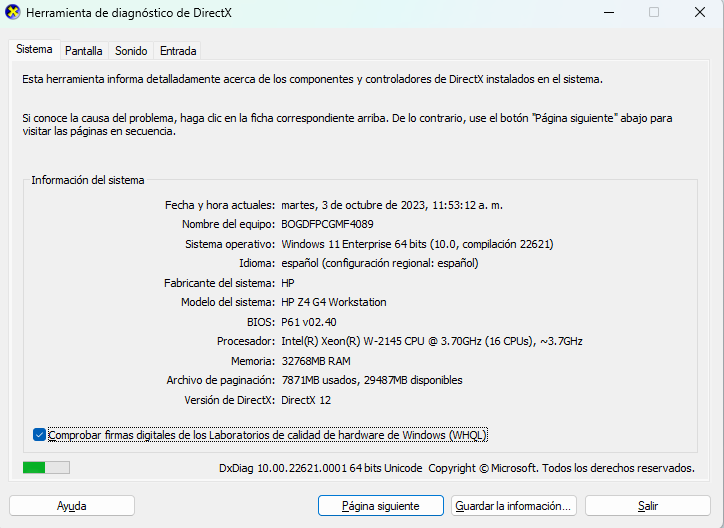 Herramienta de diagnóstico de DirectX
Sistema Pantalla Sonido Entrada
Esta herramienta informa detalladamente acerca de los componentes y controladores de DirectX instalados en el sistema.
Si conoce la causa del problema, haga clic en la ficha correspondiente arriba. De lo contrario, use el botón "Página siguiente" abajo para
visitar las páginas en secuencia.
Información del sistema
Fecha y hora actuales: martes, 3 de octubre de 2023, 11:53:12 a. m.
Nombre del equipo: BOGDFPCGMF4089
Sistema operativo: Windows 11 Enterprise 64 bits (10.0, compilación 22621)
Idioma: español (configuración regional: español)
Fabricante del sistema: HP
Modelo del sistema: HP Z4 G4 Workstation
BIOS: P61 v02.40
Procesador: Intel(R) Xeon(R) W-2145 CPU @ 3.70GHz (16 CPUs), ~3.7GHz
Memoria: 32768MB RAM
Archivo de paginación: 7871MB usados, 29487MB disponibles
Versión de DirectX: DirectX 12
Comprobar firmas digitales de los Laboratorios de calidad de hardware de Windows (WHQL)
DxDiag 10.00.22621.0001 64 bits Unicode Copyright © Microsoft. Todos los derechos reservados.
Ayuda Página siguiente Guardar la información... Salir